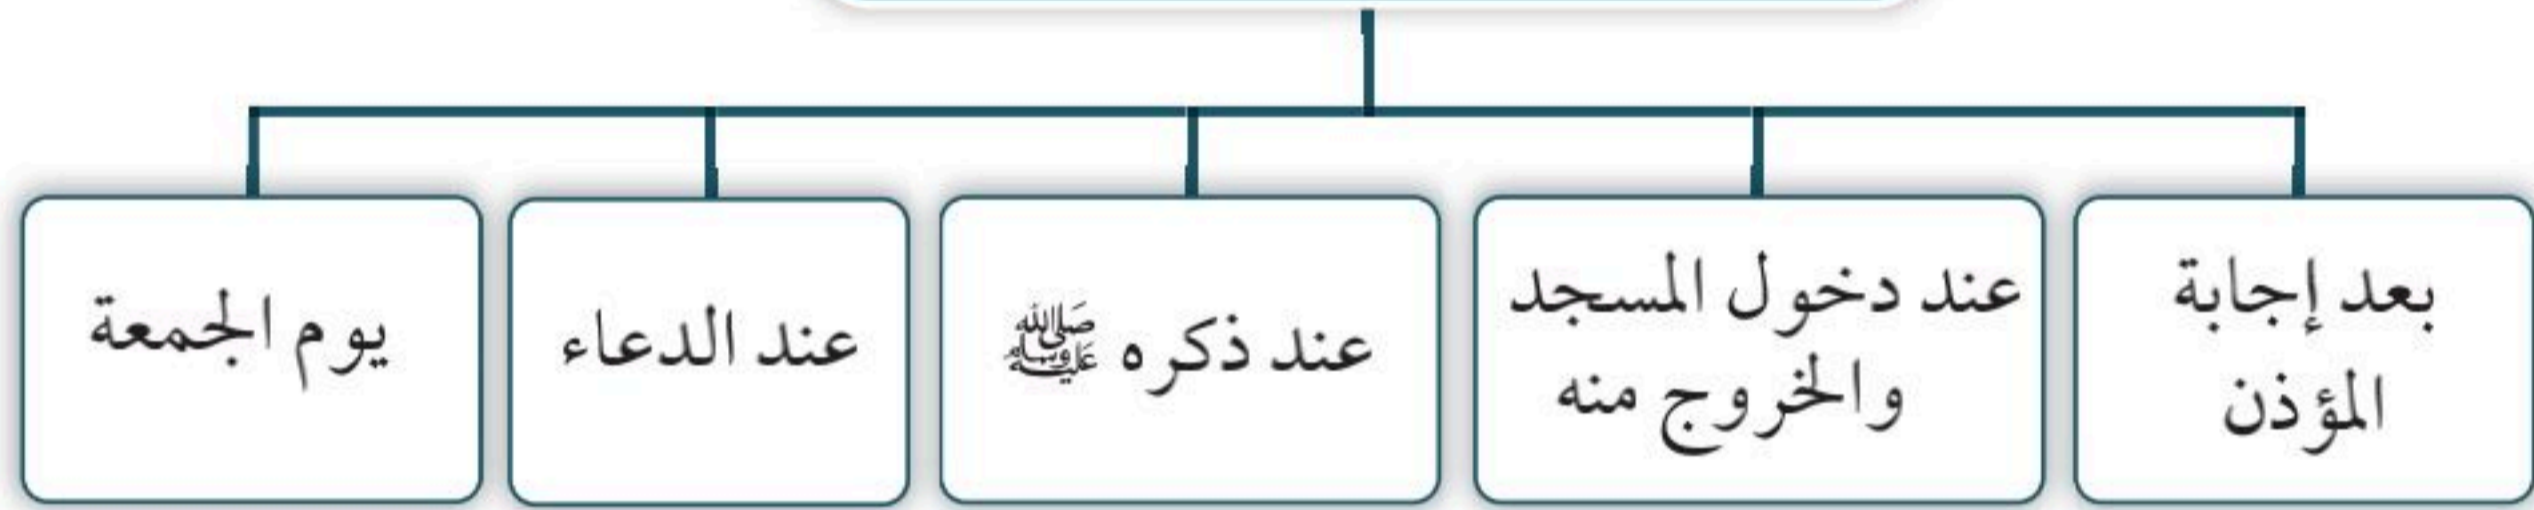 بعد إجابة
المؤذن
عند دخول المسجد
والخروج منه
عند ذكره ﷺ
عند الدعاء
يوم الجمعة